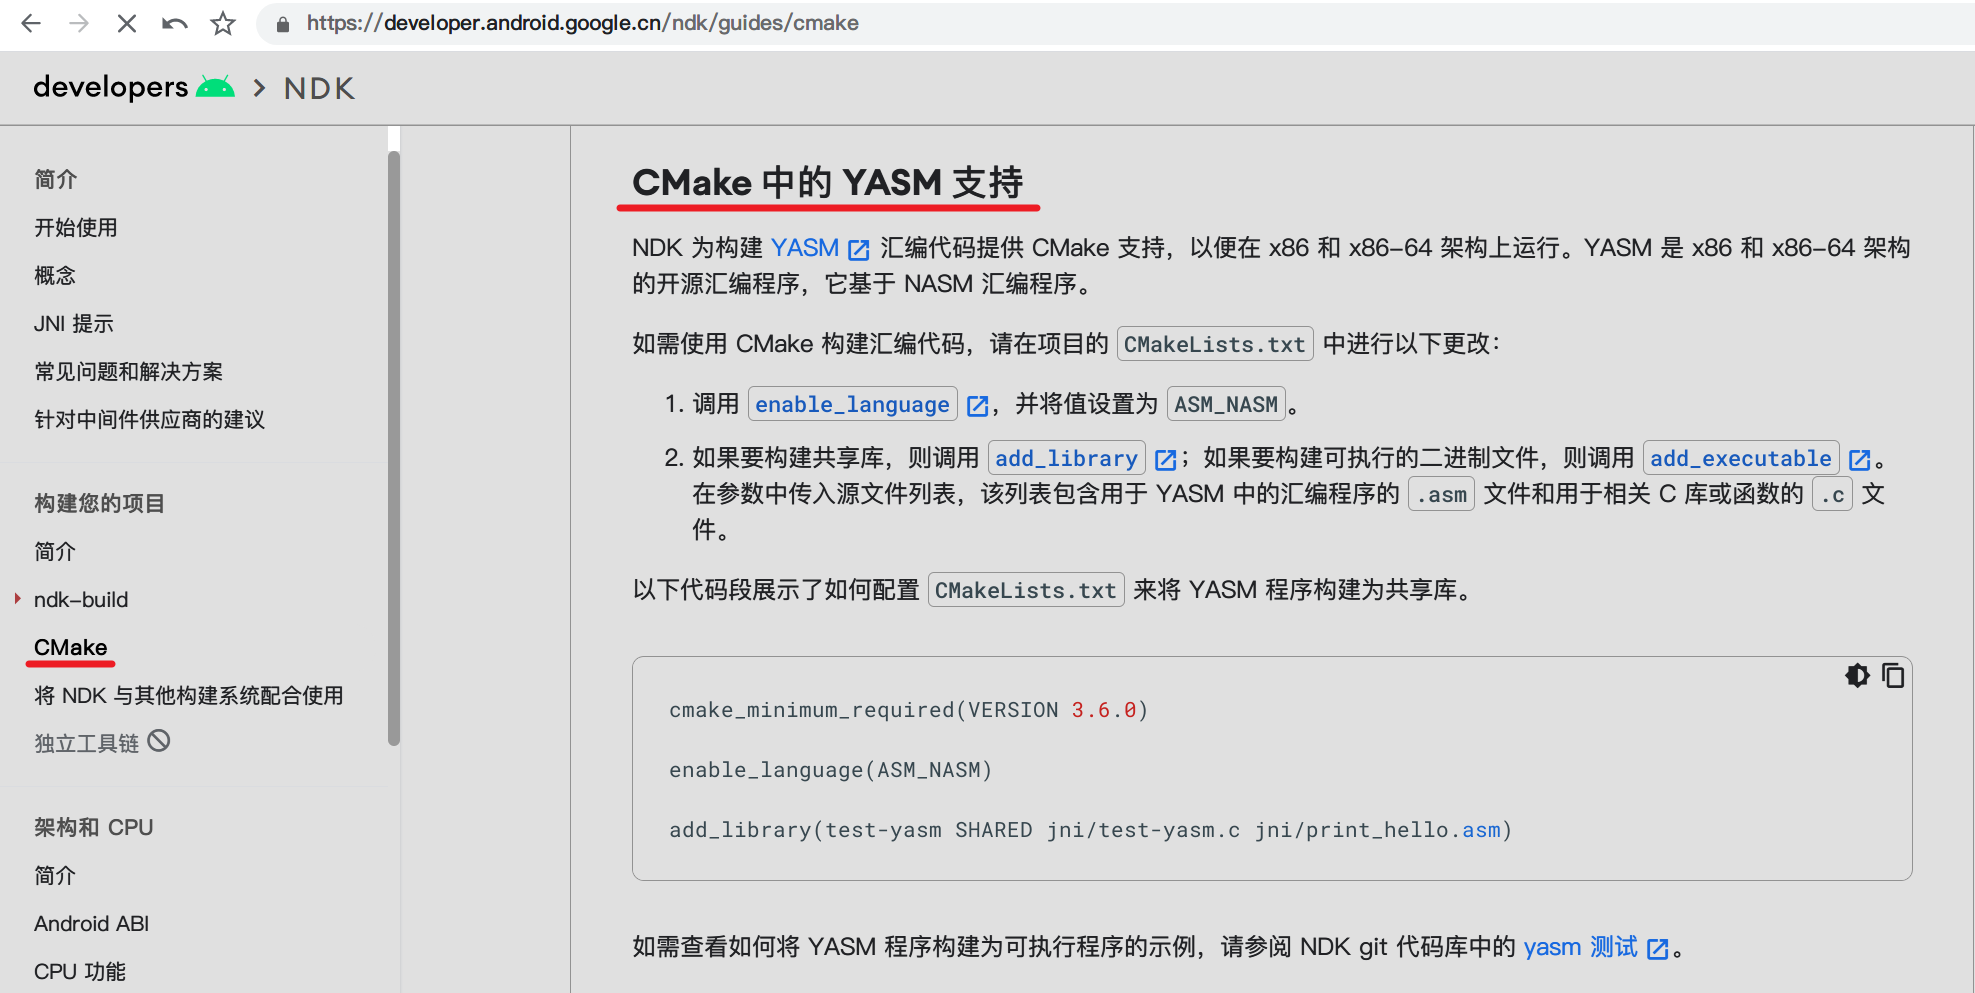 https://developer.android.google.cn/ndk/guides/cmake
developers > NDK
简介
开始使用
概念
JNI 提示
常见问题和解决方案
针对中间件供应商的建议
构建您的项目
简介
ndk-build
CMake
将 NDK 与其他构建系统配合使用
独立工具链
架构和 CPU
简介
Android ABI
CPU 功能
CMake 中的 YASM 支持
NDK 为构建 YASM 汇编代码提供 CMake 支持，以便在 x86 和 x86-64 架构上运行。YASM 是 x86 和 x86-64 架构
的开源汇编程序，它基于 NASM 汇编程序。
如需使用 CMake 构建汇编代码，请在项目的 CMakeLists.txt 中进行以下更改：
1. 调用 enable_language ，并将值设置为 ASM_NASM 。
2. 如果要构建共享库，则调用 add_library ；如果要构建可执行的二进制文件，则调用 add_executable 。
在参数中传入源文件列表，该列表包含用于 YASM 中的汇编程序的 .asm 文件和用于相关 C 库或函数的 .c 文
件。
以下代码段展示了如何配置 CMakeLists.txt 来将 YASM 程序构建为共享库。
cmake_minimum_required(VERSION 3.6.0)
enable_language(ASM_NASM)
add_library(test-yasm SHARED jni/test-yasm.c jni/print_hello.asm)
如需查看如何将 YASM 程序构建为可执行程序的示例，请参阅 NDK git 代码库中的 yasm 测试 。